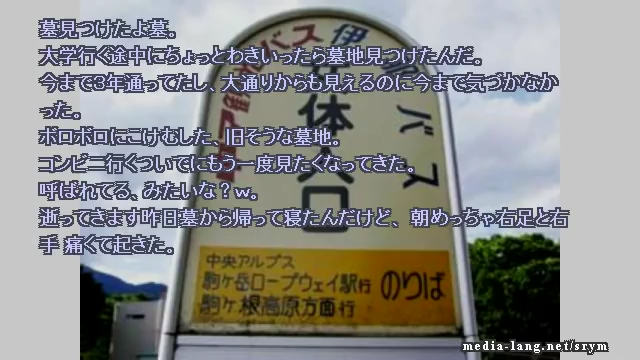 墓見つけたよ墓。
大学行く途中にちょっとわきいったら墓地見つけたんだ。
今まで3年通ってたし、大通りからも見えるのに今まで気づかなか
った。
ボロボロにこけむした、旧そうな墓地。
コンビニ行くついでにもう一度見たくなってきた。
呼ばれてる、みたいな？w。
逝ってきます昨日墓から帰って寝たんだけど、朝めっちゃ右足と右
手 痛くて起きた。
バス
バス
体
口
中央アルプス
駒ケ岳ロープウェイ駅行
駒ケ根高原方面行
のりば
media-lang.net/srym